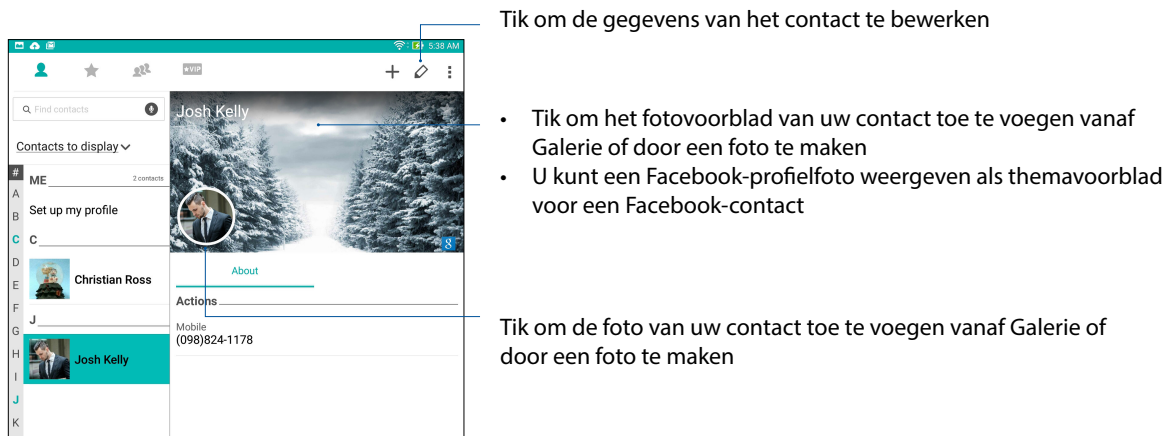 Tik om de gegevens van het contact te bewerken
5:38 AM
VIP
Find contacts
Josh Kelly
Contacts to display
#
ME
2 contacts
A
Set up my profile
B
C
C
D
Christian Ross
E
F
J
G
H
Josh Kelly
I
J
K
8
About
Actions
Mobile
(098)824-1178
• Tik om het fotovoorblad van uw contact toe te voegen vanaf
Galerie of door een foto te maken
• U kunt een Facebook-profielfoto weergeven als themavoorblad
voor een Facebook-contact
Tik om de foto van uw contact toe te voegen vanaf Galerie of
door een foto te maken